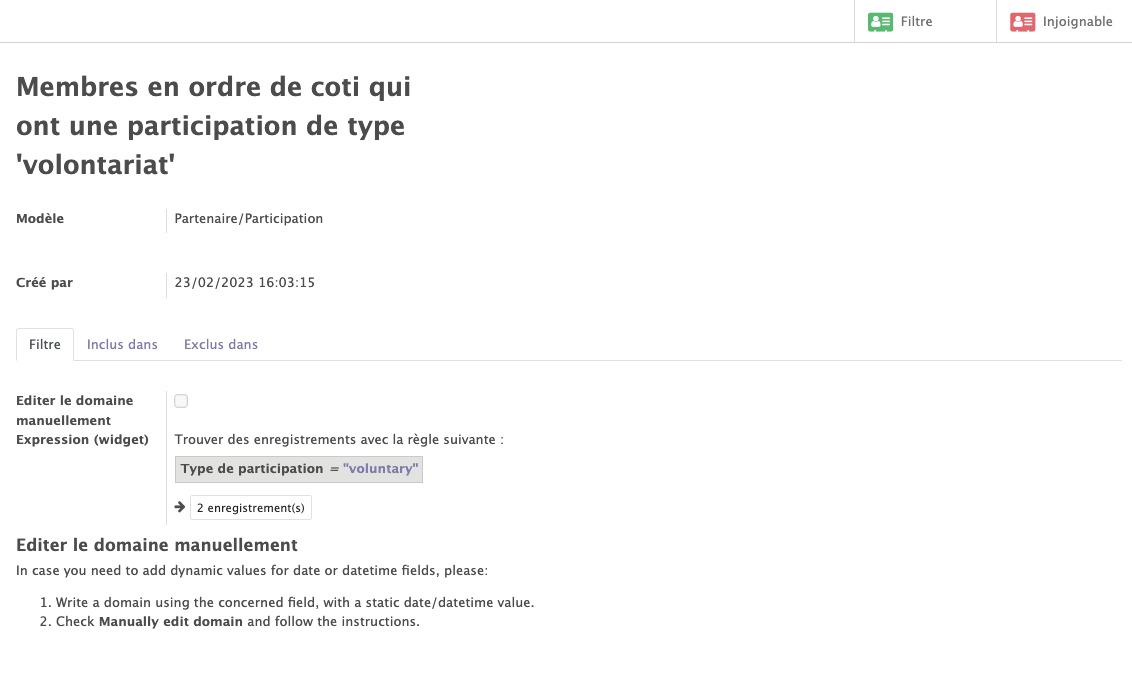 Filtre
Injoignable
Membres en ordre de coti qui
ont une participation de type
'volontariat'
Modèle
Partenaire/Participation
Créé par
23/02/2023 16:03:15
Filtre
Inclus dans
Exclus dans
Editer le domaine
manuellement
Expression (widget)
Trouver des enregistrements avec la règle suivante :
Type de participation = "voluntary"
2 enregistrement(s)
Editer le domaine manuellement
In case you need to add dynamic values for date or datetime fields, please:
1. Write a domain using the concerned field, with a static date/datetime value.
2. Check Manually edit domain and follow the instructions.